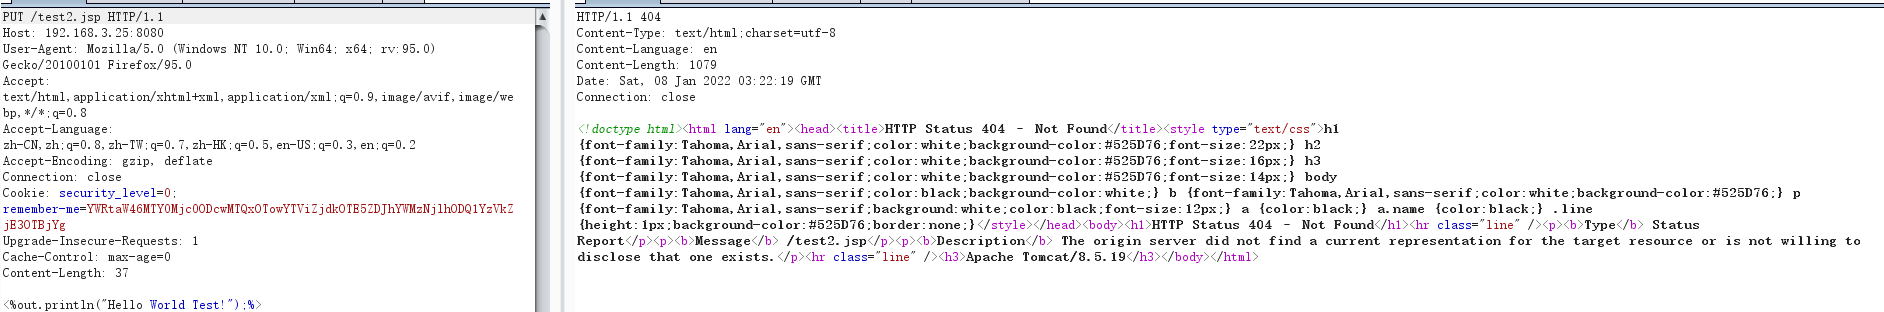 PUT /test2.jsp HTTP/1.1
Host: 192.168.3.25:8080
User-Agent: Mozilla/5.0 (Windows NT 10.0; Win64; x64; rv:95.0)
Gecko/20100101 Firefox/95.0
Accept:
text/html,application/xhtml+xml,application/xml;q=0.9,image/avif,image/we
bp,*/*;q=0.8
Accept-Language:
zh-CN,zh;q=0.8,zh-TW;q=0.7,zh-HK;q=0.5,en-US;q=0.3,en;q=0.2
Accept-Encoding: gzip, deflate
Connection: close
Cookie: security_level=0;
remember-me=YWRtaW46MTY0Mjc0ODcwMTQxOTowYTViZjdkOTE5ZDJhYWMzNjlhODQ1YzVkZ
jE3OTBjYg
Upgrade-Insecure-Requests: 1
Cache-Control: max-age=0
Content-Length: 37
<%out.println("Hello World Test!");%>
HTTP/1.1 404
Content-Type: text/html;charset=utf-8
Content-Language: en
Content-Length: 1079
Date: Sat, 08 Jan 2022 03:22:19 GMT
Connection: close
<!doctype html><html lang="en"><head><title>HTTP Status 404 – Not Found</title><style type="text/css">h1
{font-family:Tahoma,Arial,sans-serif;color:white;background-color:#525D76;font-size:22px;} h2
{font-family:Tahoma,Arial,sans-serif;color:white;background-color:#525D76;font-size:16px;} h3
{font-family:Tahoma,Arial,sans-serif;color:white;background-color:#525D76;font-size:14px;} body
{font-family:Tahoma,Arial,sans-serif;color:black;background-color:white;} b {font-family:Tahoma,Arial,sans-serif;color:white;background-color:#525D76;} p
{font-family:Tahoma,Arial,sans-serif;background:white;color:black;font-size:12px;} a {color:black;} a.name {color:black;} .line
{height:1px;background-color:#525D76;border:none;}</style></head><body><h1>HTTP Status 404 – Not Found</h1><hr class="line" /><p><b>Type</b> Status
Report</p><p><b>Message</b> /test2.jsp</p><p><b>Description</b> The origin server did not find a current representation for the target resource or is not willing to
disclose that one exists.</p><hr class="line" /><h3>Apache Tomcat/8.5.19</h3></body></html>